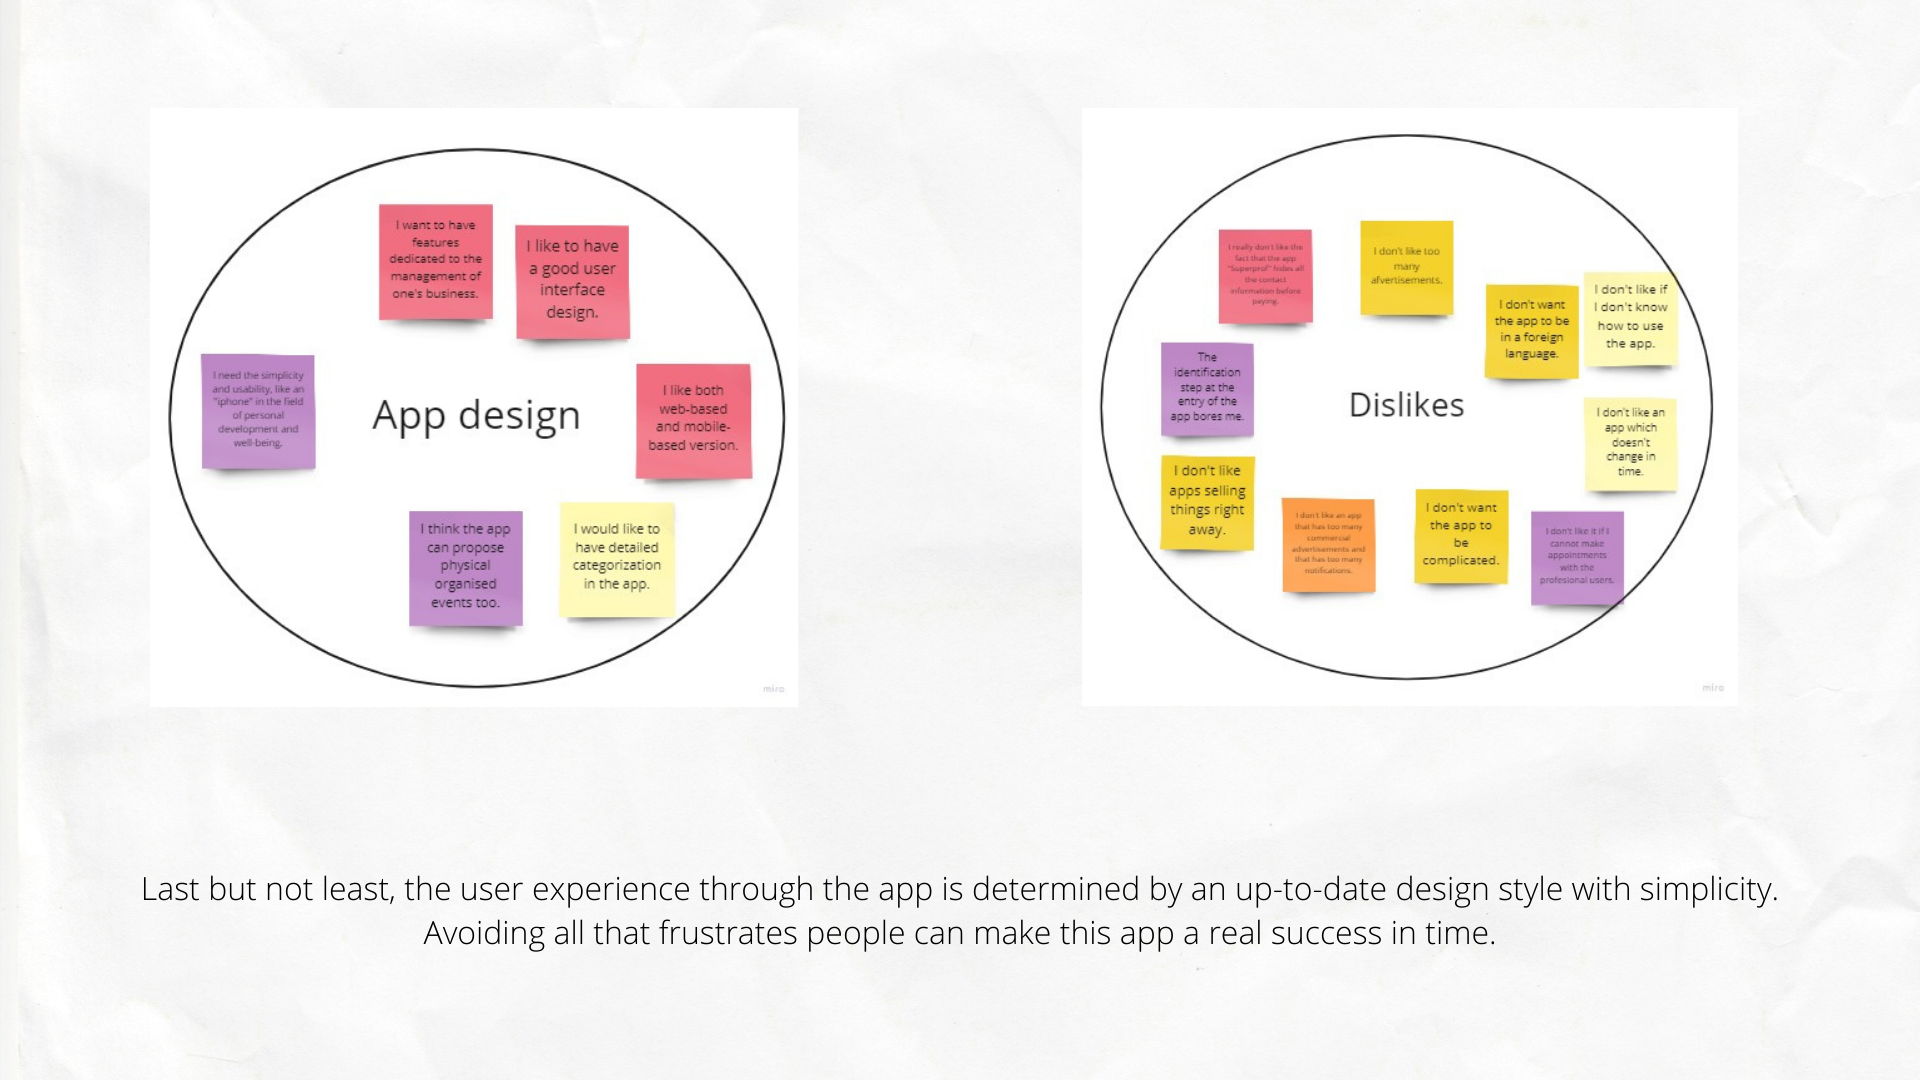 I want to have
features
dedicated to the
management of
one's business.
I like to have
a good user
interface
design.
I need the simplicity
and usability, like an
"iphone" in the field
of personal
development and
well-being.
App design
I like both
web-based
and mobile-
based version.
I think the app
can propose
physical
organised
events too.
I would like to
have detailed
categorization
in the app.
miro
I really don't like the
fact that the app
"Superprof" hides all
the contact
information before
paying.
I don't like too
many
afvertisements.
I don't want
the app to be
in a foreign
language.
I don't like if
I don't know
how to use
the app.
The
identification
step at the
entry of the
app bores me.
Dislikes
I don't like an
app which
doesn't
change in
time.
I don't like
apps selling
things right
away.
I don't like an app
that has too many
commercial
advertisements and
that has too many
notifications.
I don't want
the app to
be
complicated.
I don't like it if I
cannot make
appointments
with the
profesional users.
miro
Last but not least, the user experience through the app is determined by an up-to-date design style with simplicity.
Avoiding all that frustrates people can make this app a real success in time.